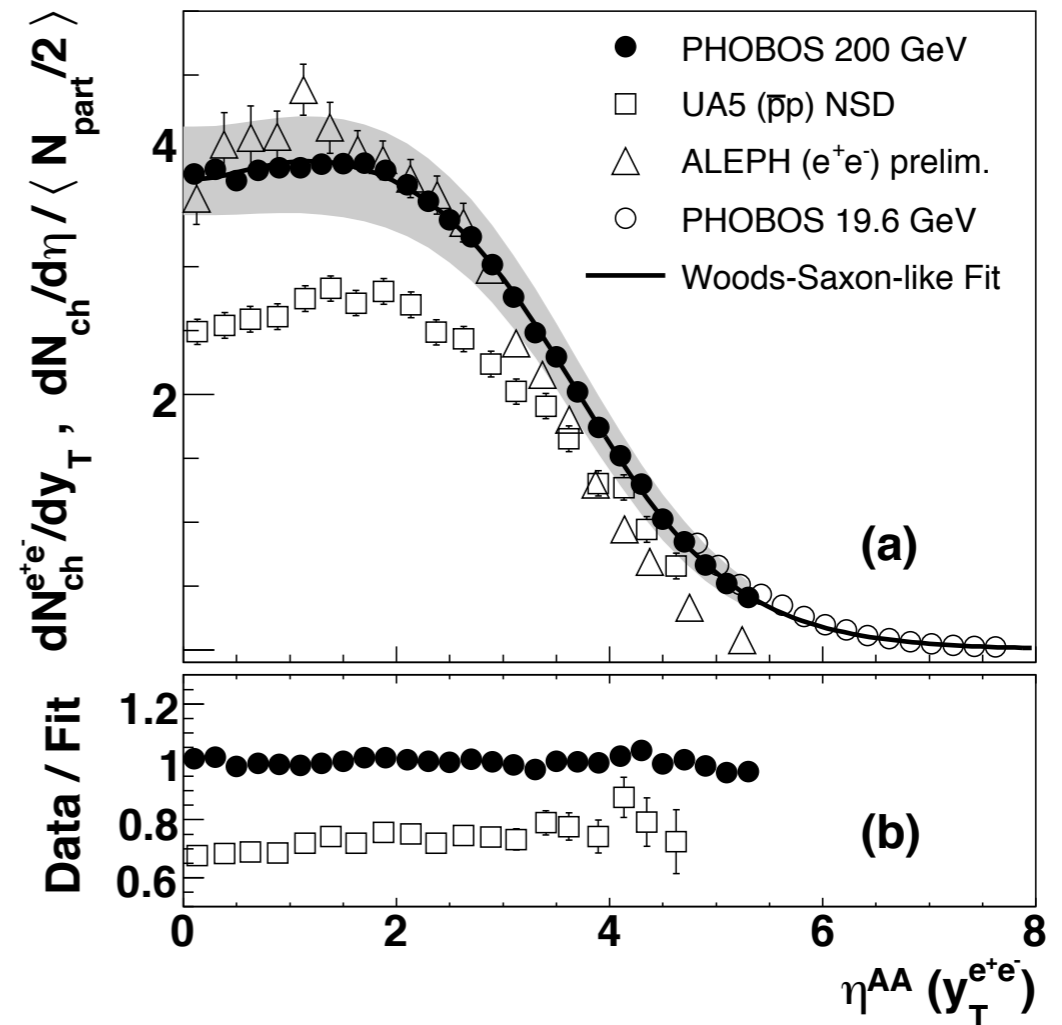 dN_ch^{e+e-}/dy_T , dN_ch/dη/⟨ N_part/2⟩
4
2
PHOBOS 200 GeV
UA5 (p̅p) NSD
ALEPH (e⁺e⁻) prelim.
PHOBOS 19.6 GeV
Woods-Saxon-like Fit
(a)
Data / Fit
1.2
1
0.8
0.6
(b)
0 2 4 6 8
η^{AA} (y_T^{e+e-})